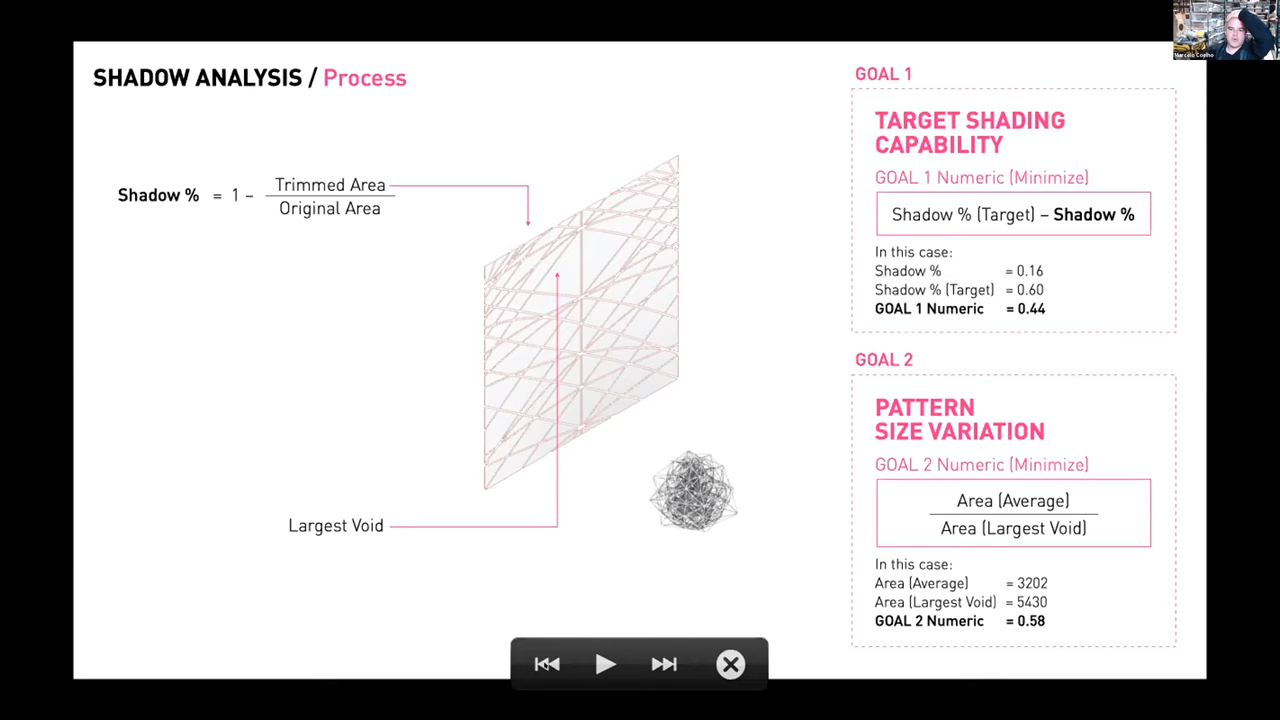 SHADOW ANALYSIS / Process
Shadow % = 1 – Trimmed Area
Original Area
Largest Void
GOAL 1
TARGET SHADING
CAPABILITY
GOAL 1 Numeric (Minimize)
Shadow % (Target) – Shadow %
In this case:
Shadow % = 0.16
Shadow % (Target) = 0.60
GOAL 1 Numeric = 0.44
GOAL 2
PATTERN
SIZE VARIATION
GOAL 2 Numeric (Minimize)
Area (Average)
Area (Largest Void)
In this case:
Area (Average) = 3202
Area (Largest Void) = 5430
GOAL 2 Numeric = 0.58
Marcelo Coelho